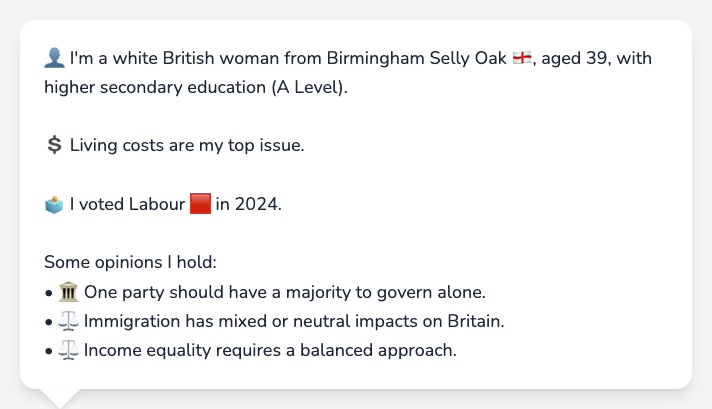 👤 I'm a white British woman from Birmingham Selly Oak 🏴󠁧󠁢󠁥󠁮󠁧󠁿, aged 39, with
higher secondary education (A Level).
💲 Living costs are my top issue.
🗳️ I voted Labour 🟥 in 2024.
Some opinions I hold:
• 🏛️ One party should have a majority to govern alone.
• ⚖️ Immigration has mixed or neutral impacts on Britain.
• ⚖️ Income equality requires a balanced approach.